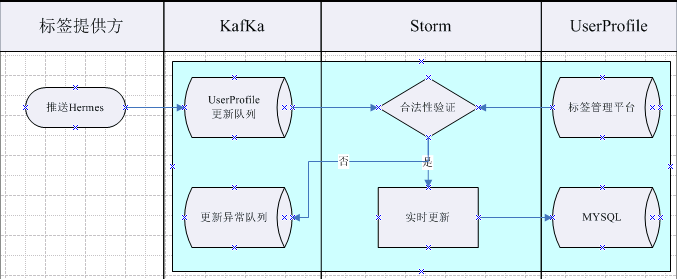 标签提供方
KafKa
Storm
UserProfile
推送Hermes
UserProfile
更新队列
合法性验证
标签管理平台
否
是
更新异常队列
实时更新
MYSQL